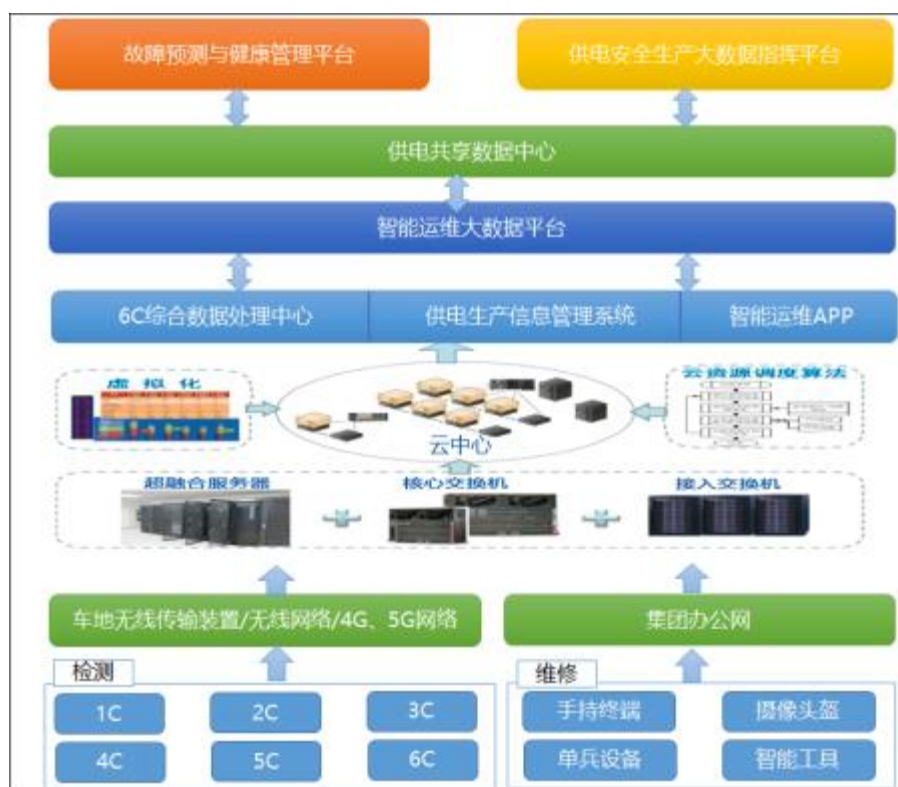 故障预测与健康管理平台
供电安全生产大数据指挥平台
供电共享数据中心
智能运维大数据平台
6C综合数据处理中心
供电生产信息管理系统
智能运维APP
虚拟化
云资源调度算法
云中心
超融合服务器
核心交换机
接入交换机
车地无线传输装置/无线网络/4G、5G网络
集团办公网
检测
1C
2C
3C
4C
5C
6C
维修
手持终端
摄像头盔
单兵设备
智能工具